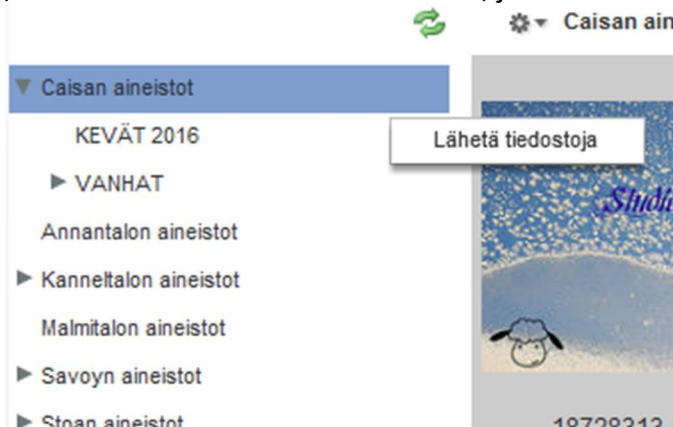 Caisan ain
Caisan aineistot
KEVÄT 2016
Lähetä tiedostoja
VANHAT
Annantalon aineistot
Kanneltalon aineistot
Malmitalon aineistot
Savoyn aineistot
Stoan aineistot